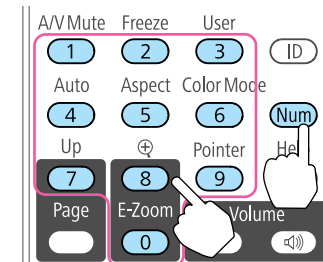 A/V Mute Freeze User
1 2 3 ID
Auto Aspect Color Mode
4 5 6 Num
Up Pointer
7 8 9
Page E-Zoom Volume
0